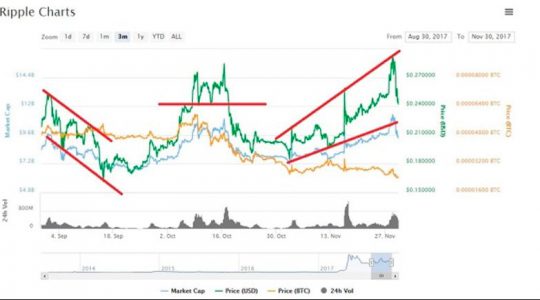 Ripple Charts
Zoom 1d 7d 1m 3m 1y YTD ALL
From Aug 30, 2017 To Nov 30, 2017
$14.4B $0.270000 0.00008000 BTC
$12B $0.240000 0.00006400 BTC
$9.6B $0.210000 0.00004800 BTC
$7.2B $0.180000 0.00003200 BTC
$4.8B $0.150000 0.00001600 BTC
Market Cap
Price (USD)
Price (BTC)
24h Vol
800M
0
4. Sep 18. Sep 2. Oct 16. Oct 30. Oct 13. Nov 27. Nov
2014 2015 2016 2017
Market Cap Price (USD) Price (BTC) 24h Vol